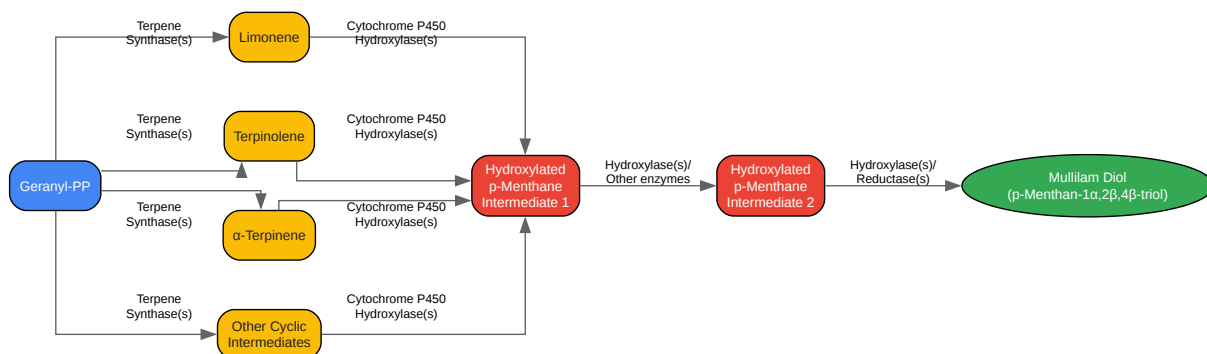 Terpene
Synthase(s)
Limonene
Cytochrome P450
Hydroxylase(s)
Terpene
Synthase(s)
Terpinolene
Cytochrome P450
Hydroxylase(s)
Geranyl-PP
Hydroxylated
p-Menthane
Intermediate 1
Hydroxylase(s)/
Other enzymes
Hydroxylated
p-Menthane
Intermediate 2
Hydroxylase(s)/
Reductase(s)
Mullilam Diol
(p-Menthan-1α,2β,4β-triol)
Terpene
Synthase(s)
α-Terpinene
Cytochrome P450
Hydroxylase(s)
Terpene
Synthase(s)
Other Cyclic
Intermediates
Cytochrome P450
Hydroxylase(s)